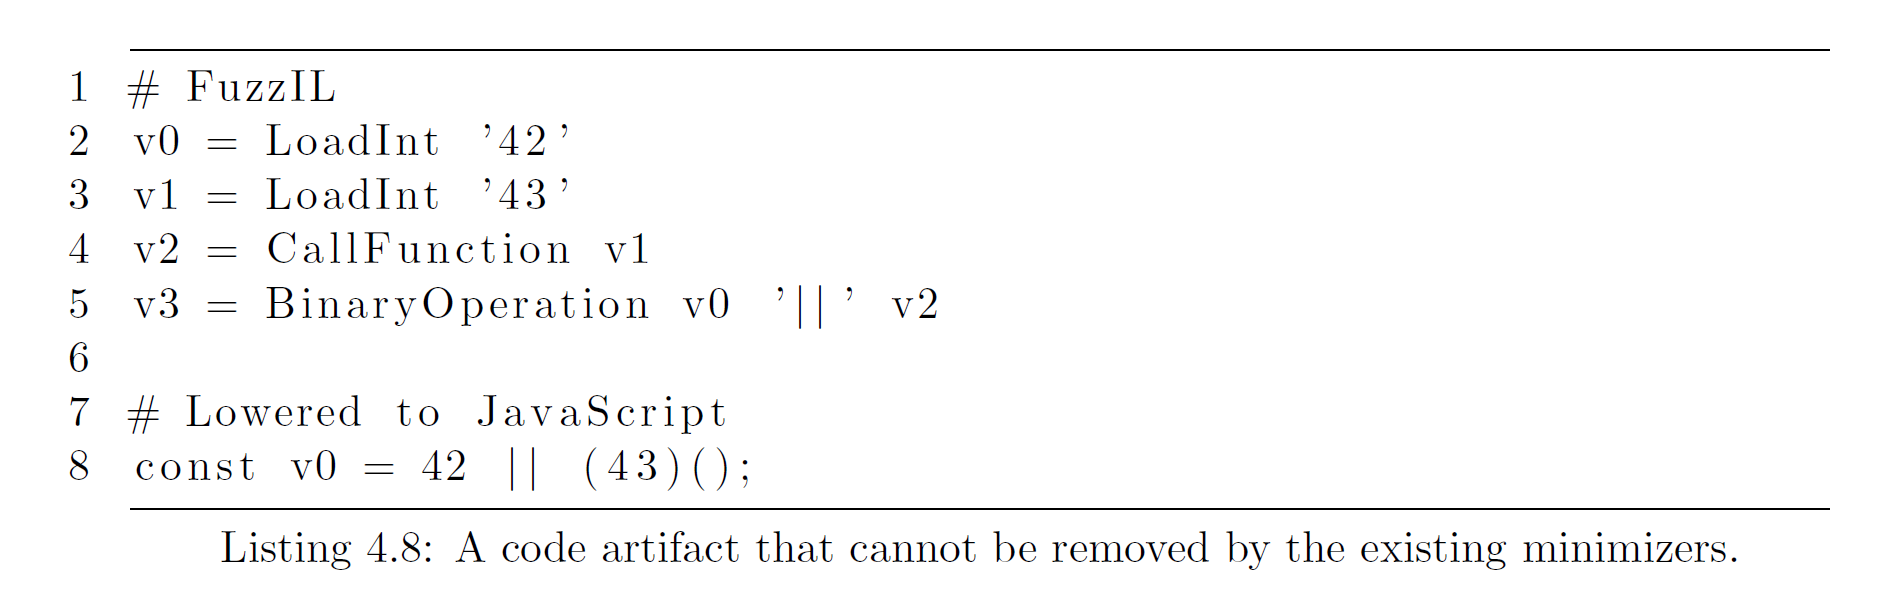 1 # FuzzIL
2 v0 = LoadInt '42'
3 v1 = LoadInt '43'
4 v2 = CallFunction v1
5 v3 = BinaryOperation v0 '||' v2
6
7 # Lowered to JavaScript
8 const v0 = 42 || (43)();
Listing 4.8: A code artifact that cannot be removed by the existing minimizers.